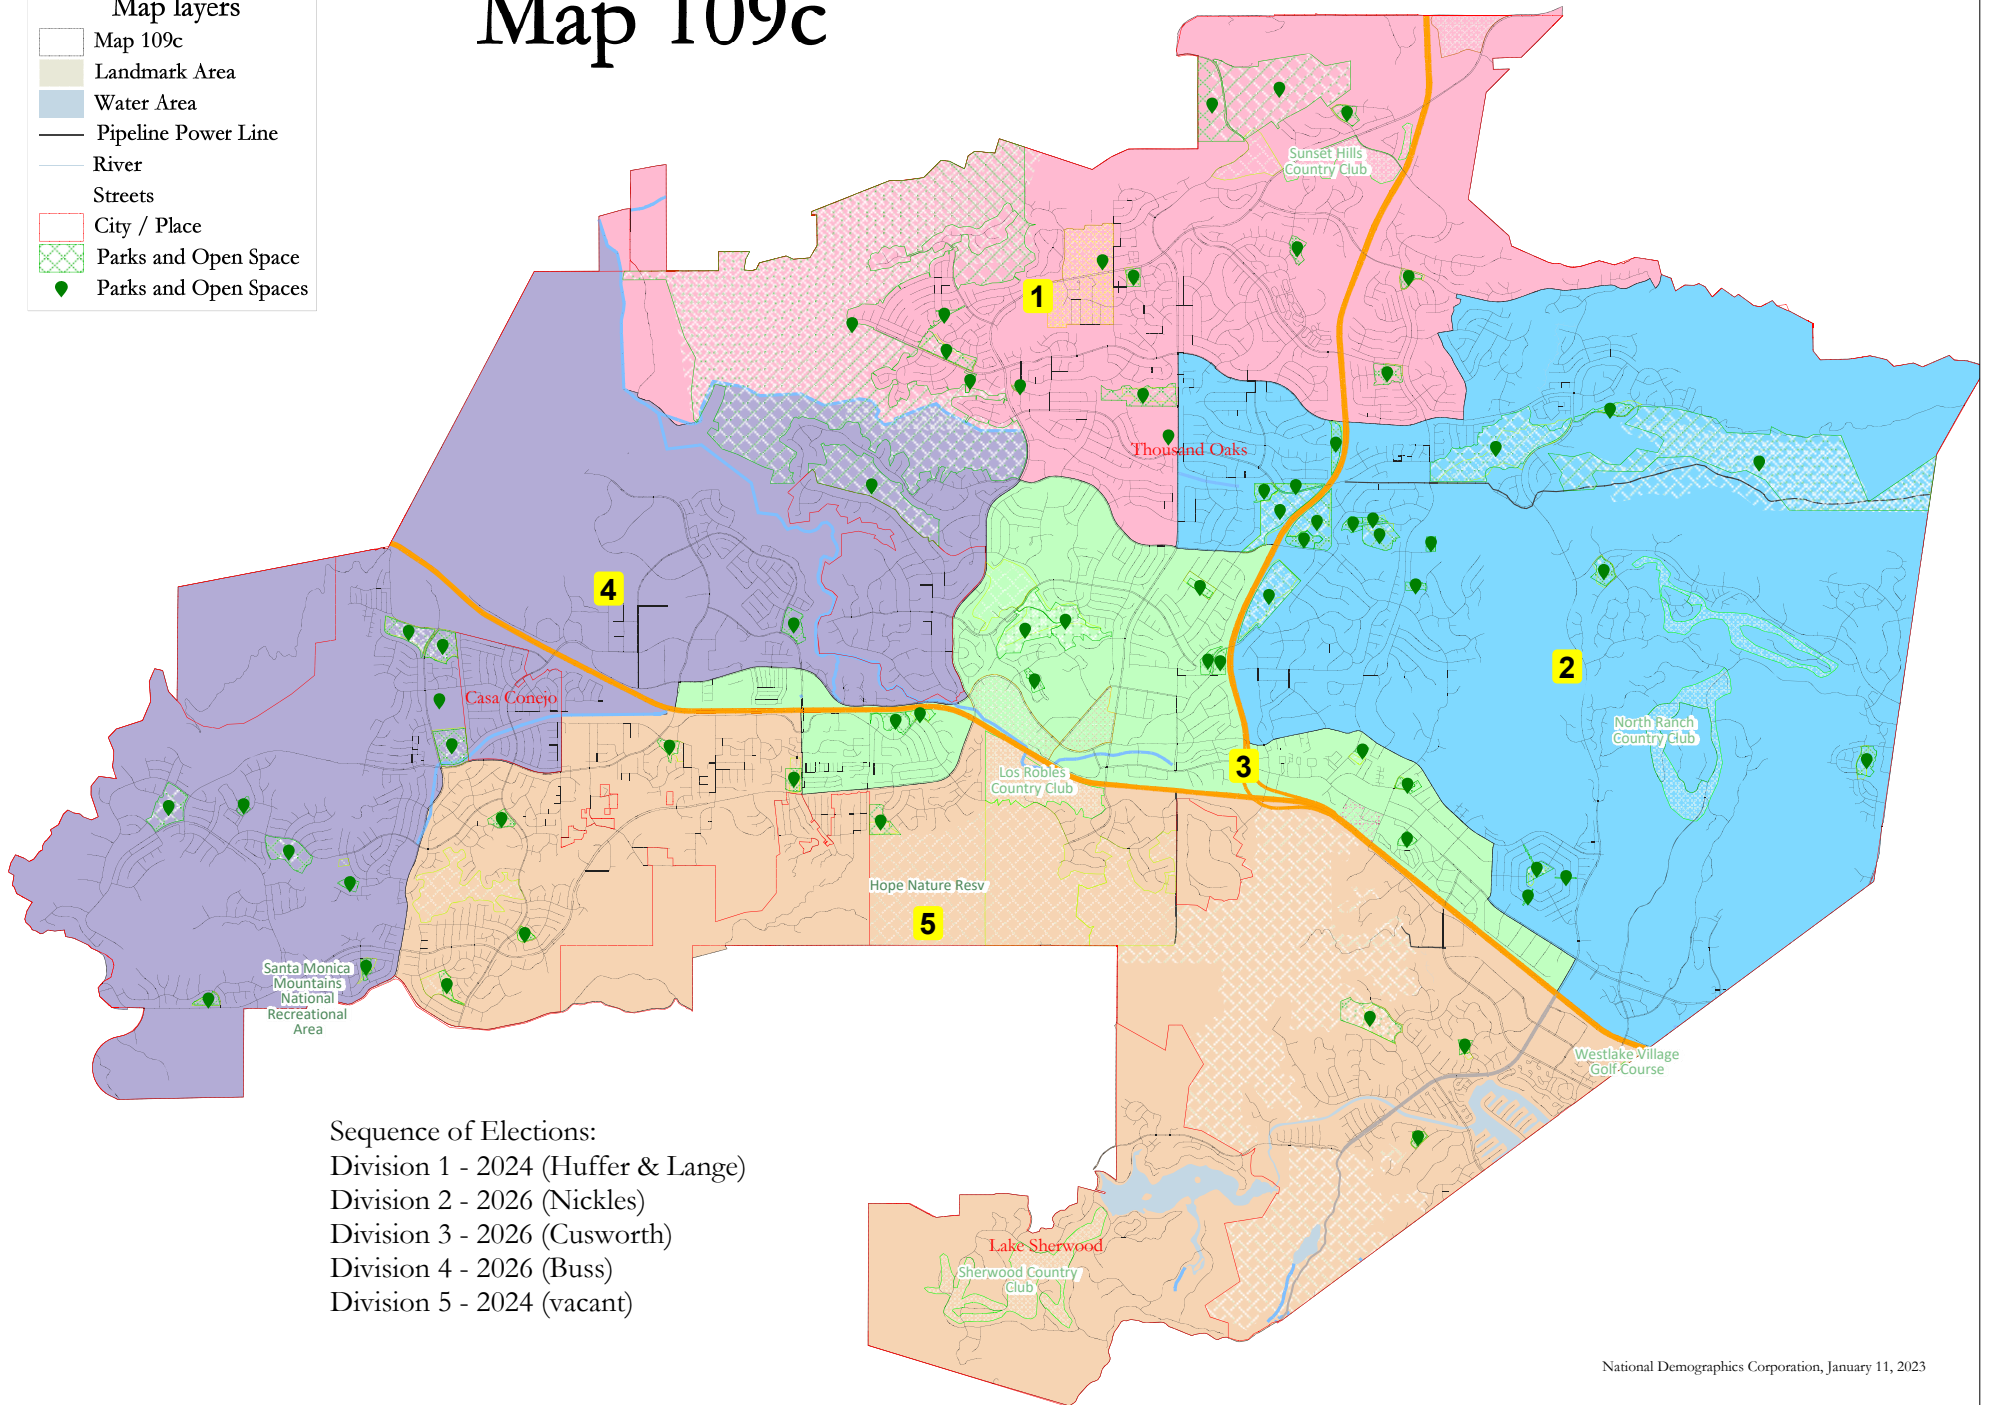 Map layers
Map 109c
Landmark Area
Water Area
Pipeline Power Line
River
Streets
City / Place
Parks and Open Space
Parks and Open Spaces
Map 109c
Sunset Hills
Country Club
1
Thousand Oaks
4
2
Casa Conejo
North Ranch
Country Club
3
Los Robles
Country Club
Hope Nature Resv
5
Santa Monica
Mountains
National
Recreational
Area
Westlake Village
Golf Course
Sequence of Elections:
Division 1 - 2024 (Huffer & Lange)
Division 2 - 2026 (Nickles)
Division 3 - 2026 (Cusworth)
Division 4 - 2026 (Buss)
Division 5 - 2024 (vacant)
Lake Sherwood
Sherwood Country
Club
National Demographics Corporation, January 11, 2023